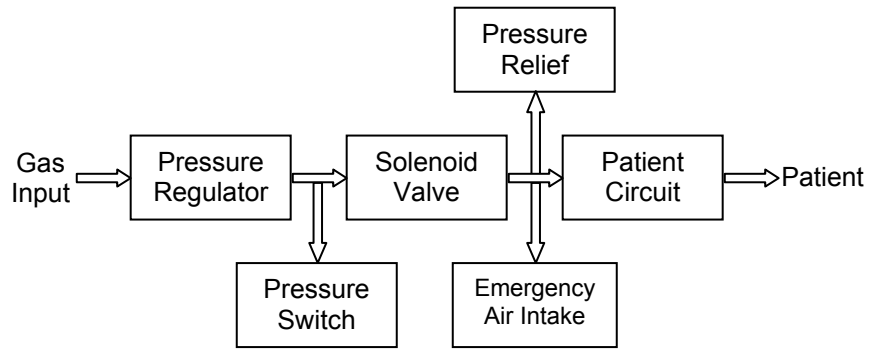 Pressure
Relief
Gas
Input
Pressure
Regulator
Solenoid
Valve
Patient
Circuit
Patient
Pressure
Switch
Emergency
Air Intake